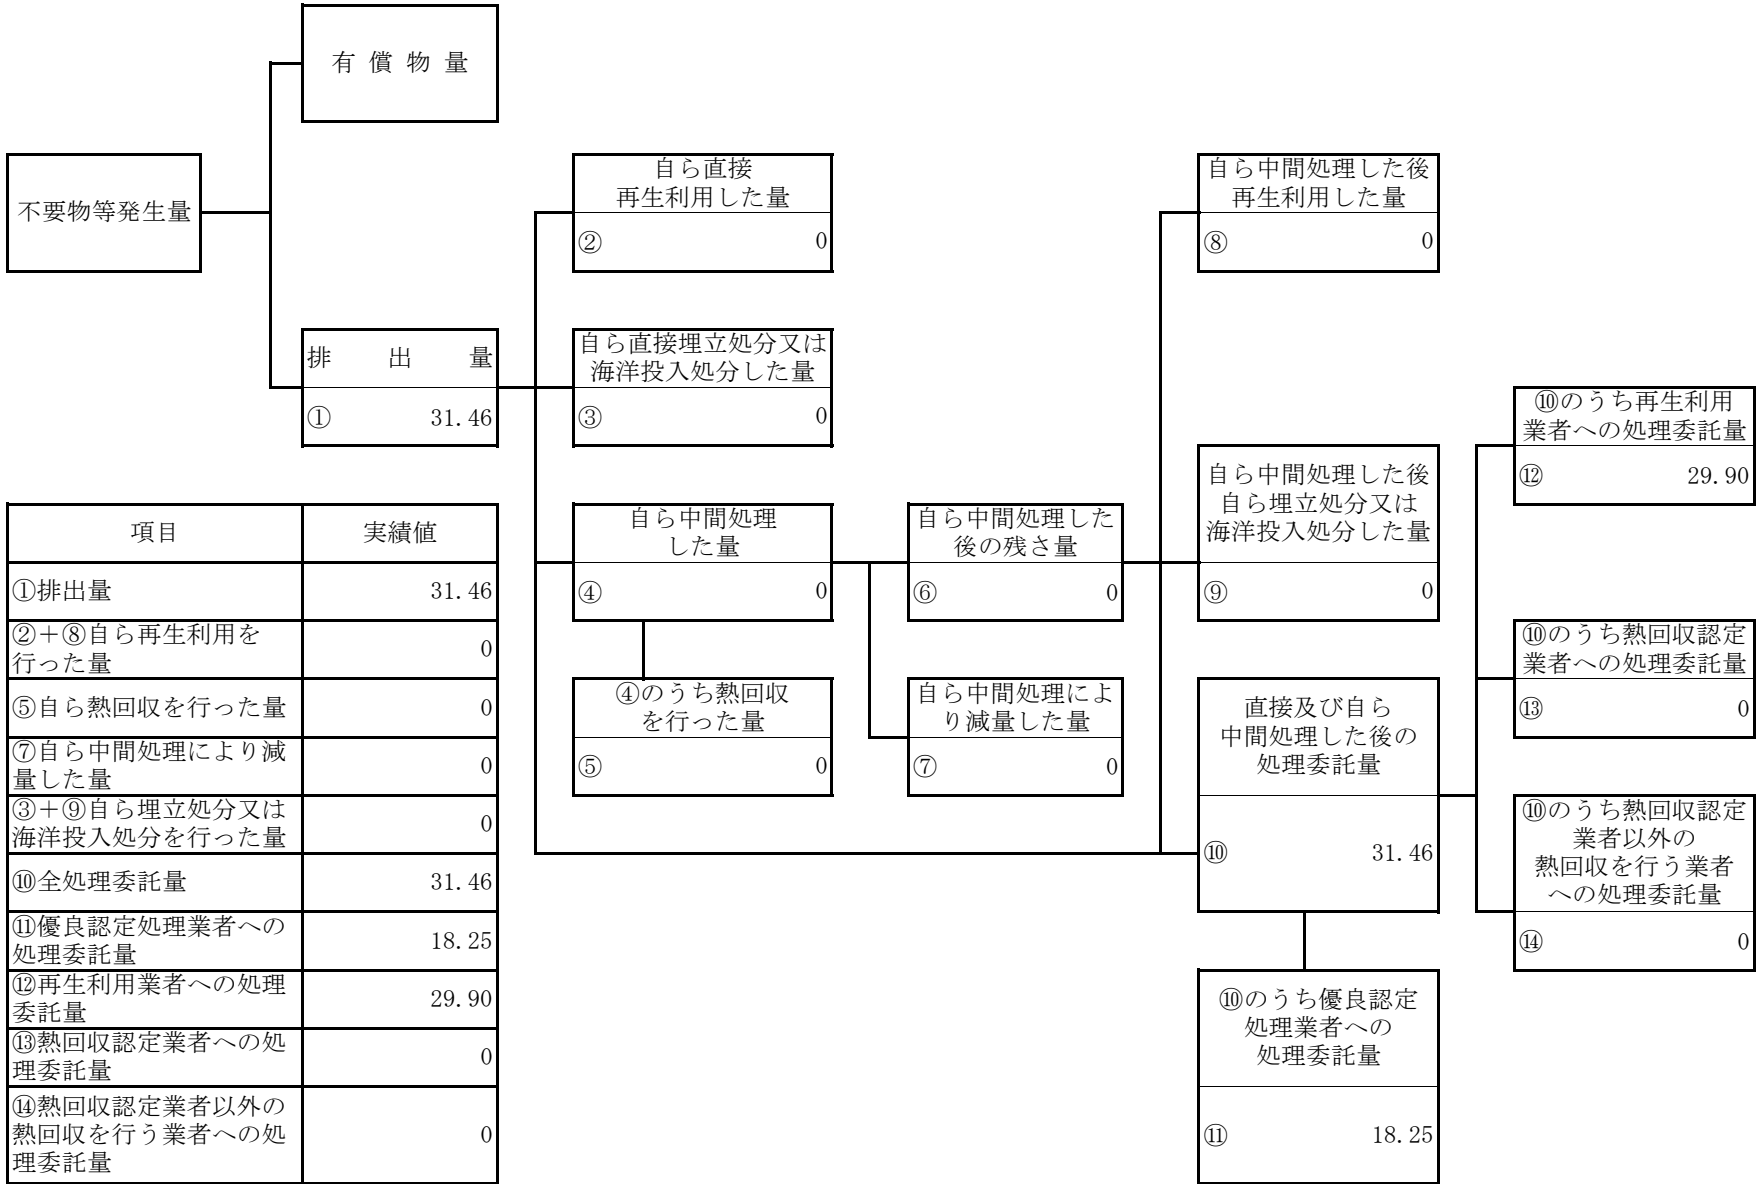 有 償 物 量
不要物等発生量
自ら直接
再生利用した量
② 0
自ら中間処理した後
再生利用した量
⑧ 0
排 出 量
① 31.46
自ら直接埋立処分又は
海洋投入処分した量
③ 0
⑩のうち再生利用
業者への処理委託量
⑫ 29.90
自ら中間処理した後
自ら埋立処分又は
海洋投入処分した量
⑨ 0
自ら中間処理
した量
④ 0
自ら中間処理した
後の残さ量
⑥ 0
⑩のうち熱回収認定
業者への処理委託量
⑬ 0
④のうち熱回収
を行った量
⑤ 0
自ら中間処理によ
り減量した量
⑦ 0
直接及び自ら
中間処理した後の
処理委託量
⑩ 31.46
⑩のうち熱回収認定
業者以外の
熱回収を行う業者
への処理委託量
⑭ 0
⑩のうち優良認定
処理業者への
処理委託量
⑪ 18.25
項目 実績値
①排出量 31.46
②＋⑧自ら再生利用を
行った量 0
⑤自ら熱回収を行った量 0
⑦自ら中間処理により減
量した量 0
③＋⑨自ら埋立処分又は
海洋投入処分を行った量 0
⑩全処理委託量 31.46
⑪優良認定処理業者への
処理委託量 18.25
⑫再生利用業者への処理
委託量 29.90
⑬熱回収認定業者への処
理委託量 0
⑭熱回収認定業者以外の
熱回収を行う業者への処
理委託量 0